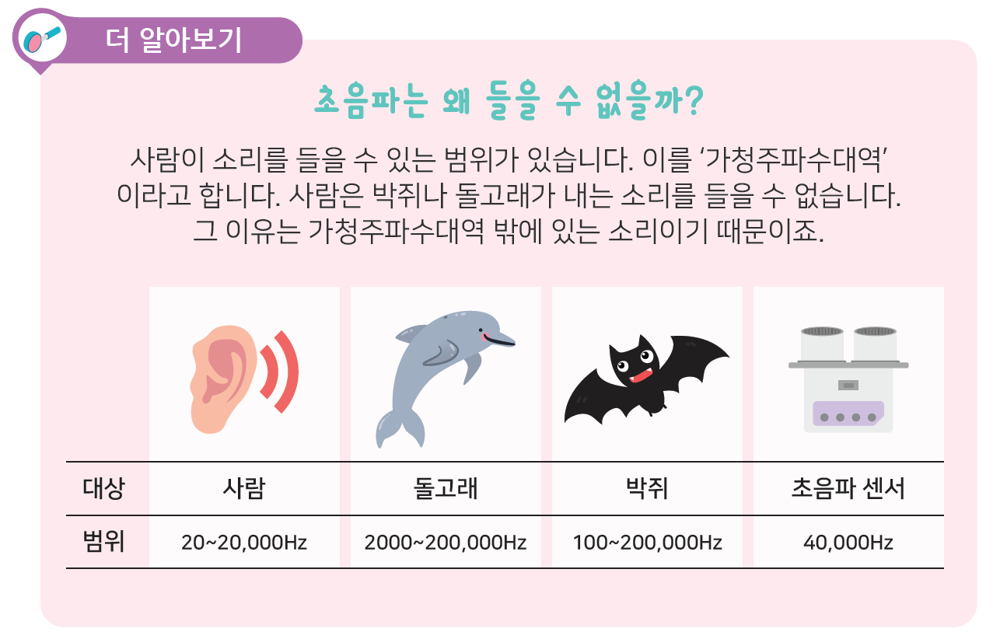 더 알아보기
초음파는 왜 들을 수 없을까?
사람이 소리를 들을 수 있는 범위가 있습니다. 이를 ‘가청주파수대역’
이라고 합니다. 사람은 박쥐나 돌고래가 내는 소리를 들을 수 없습니다.
그 이유는 가청주파수대역 밖에 있는 소리이기 때문이죠.
대상 사람 돌고래 박쥐 초음파 센서
범위 20~20,000Hz 2000~200,000Hz 100~200,000Hz 40,000Hz